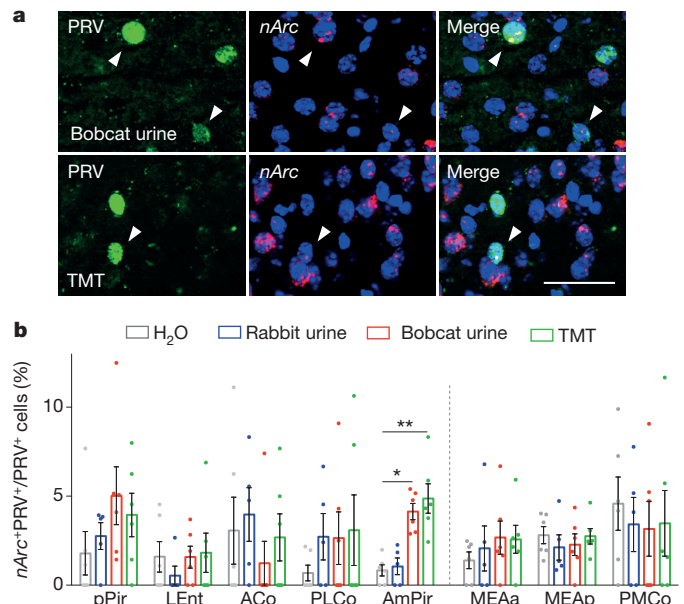 a
PRV nArc Merge
Bobcat urine
PRV nArc Merge
TMT
b
H₂O Rabbit urine Bobcat urine TMT
nArc⁺PRV⁺/PRV⁺ cells (%)
10
5
0
**
*
pPir LEnt ACo PLCo AmPir MEAa MEAp PMCo